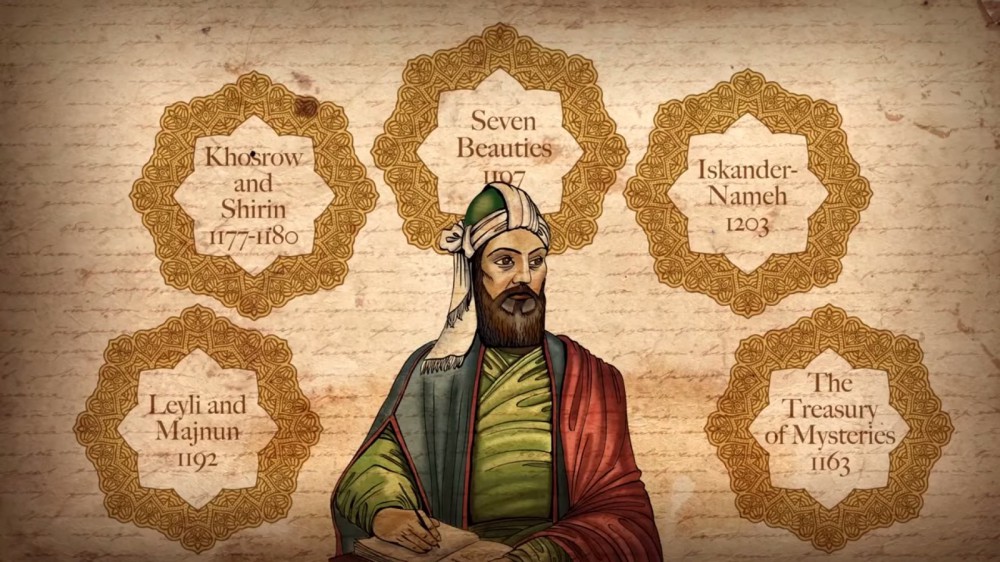 Khosrow
and
Shirin
1177-1180
Seven
Beauties
1197
Iskander-
Nameh
1203
Leyli and
Majnun
1192
The
Treasury
of Mysteries
1163